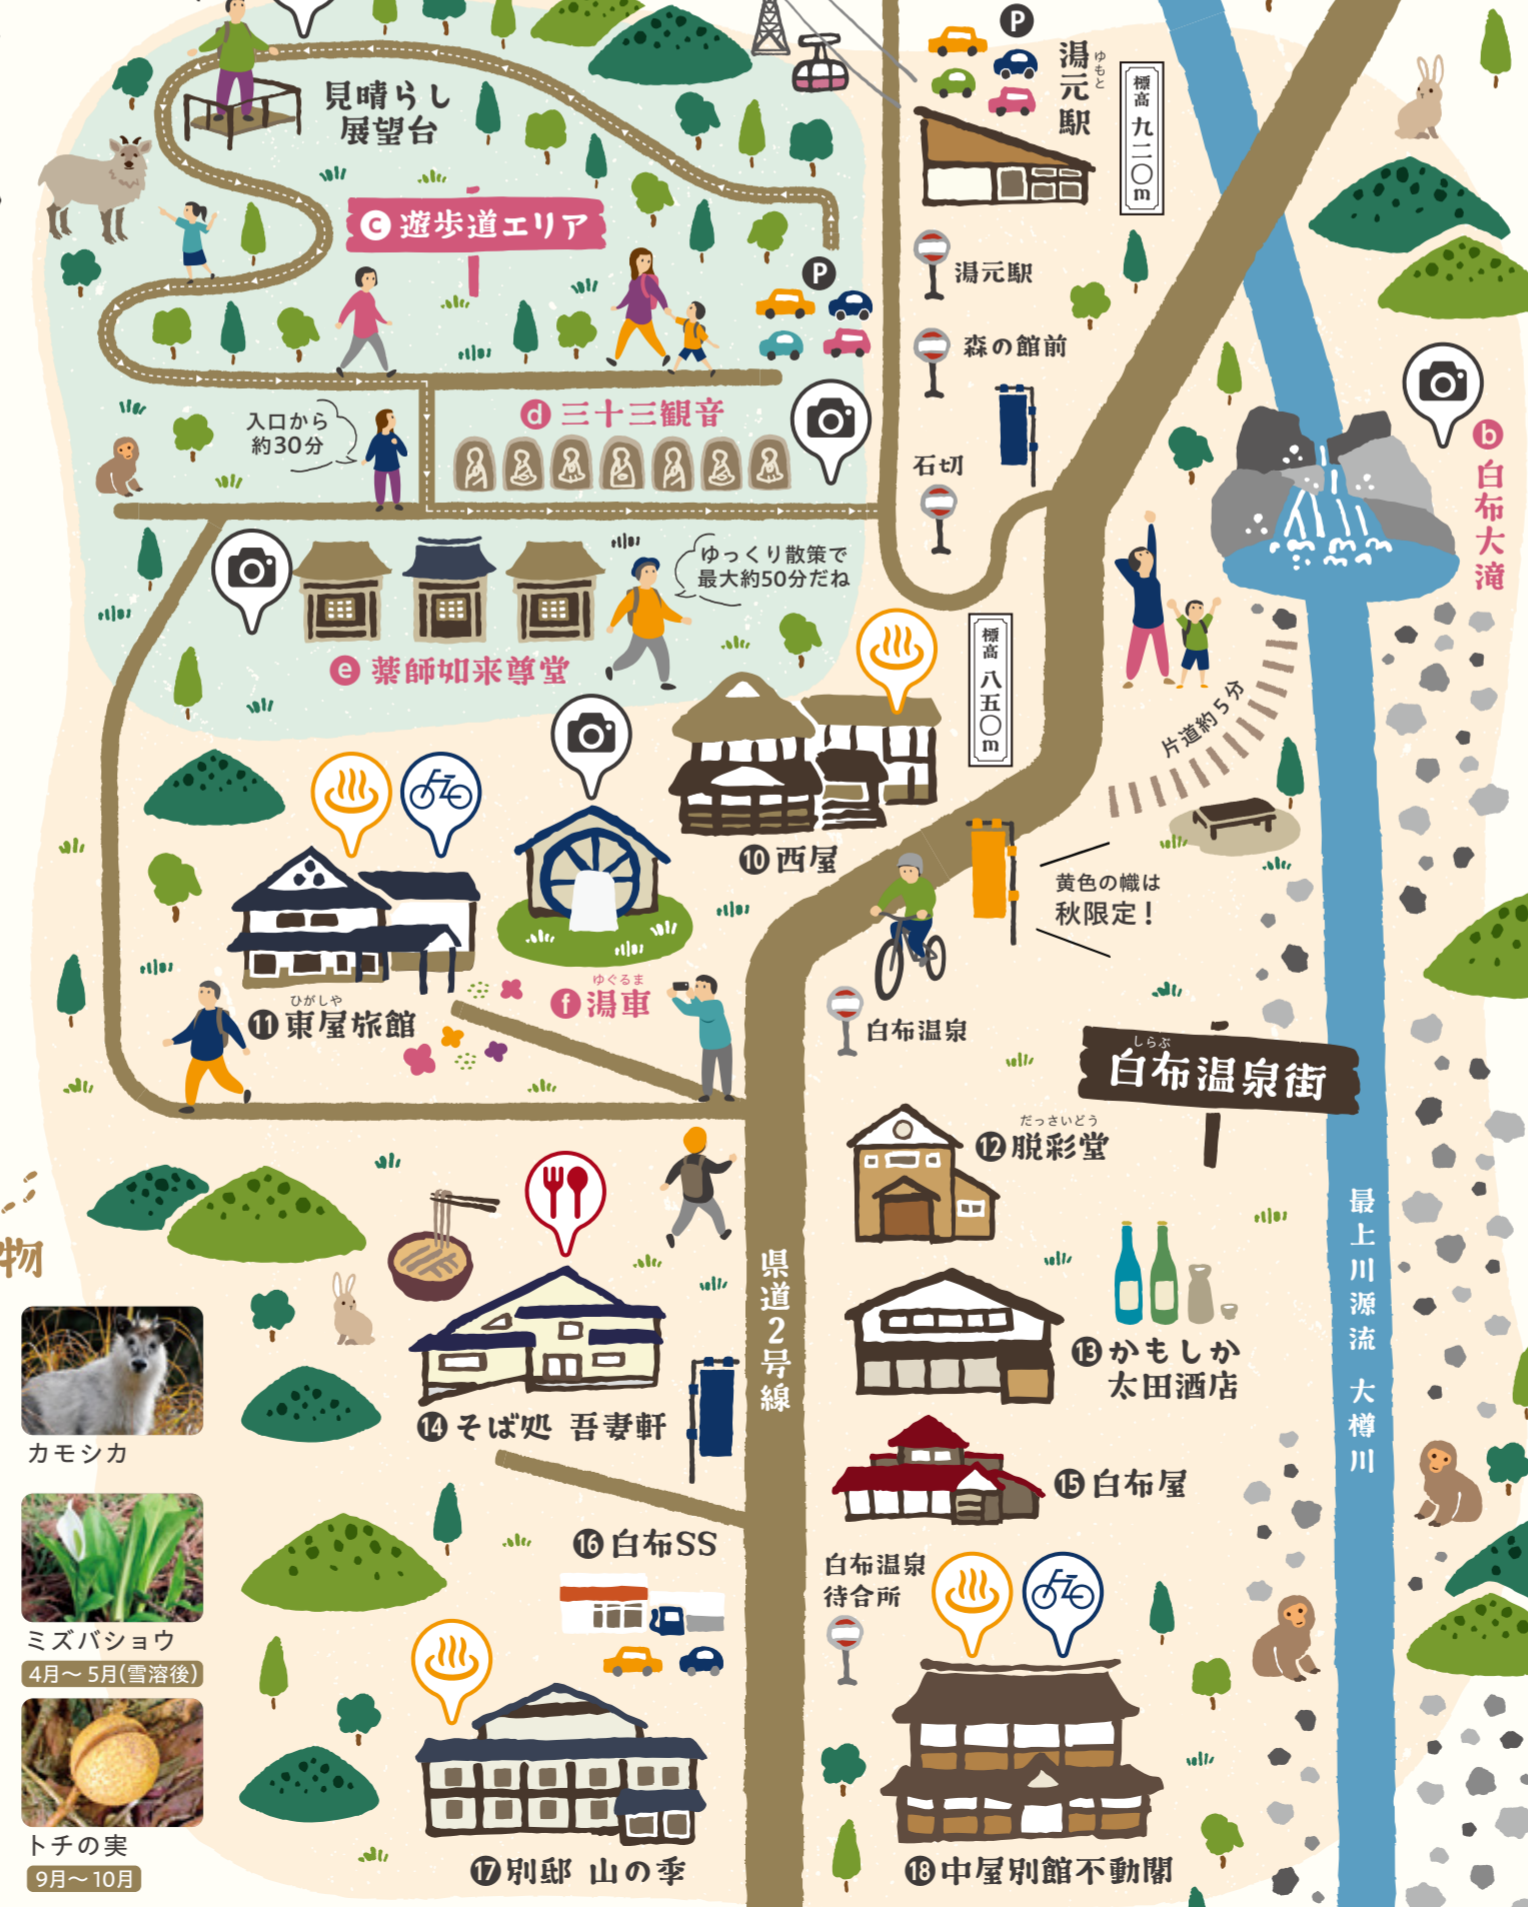 P
湯元駅
ゆもと
標高 九二〇m
見晴らし
展望台
c 遊歩道エリア
P
湯元駅
森の館前
入口から
約30分
d 三十三観音
石切
b 白布大滝
ゆっくり散策で
最大約50分だね
e 薬師如来尊堂
標高 八五〇m
片道約5分
10 西屋
黄色の幟は
秋限定!
ゆぐるま
f 湯車
ひがしや
11 東屋旅館
白布温泉
しらぶ
白布温泉街
だっさいどう
12 脱彩堂
県道2号線
最上川源流 大樽川
物
13 かもしか
太田酒店
14 そば処 吾妻軒
カモシカ
15 白布屋
16 白布SS
白布温泉
待合所
ミズバショウ
4月〜5月(雪溶後)
トチの実
9月〜10月
17 別邸 山の季
18 中屋別館不動閣